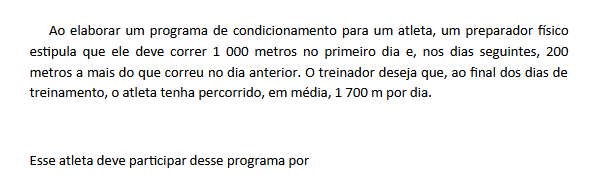 Ao elaborar um programa de condicionamento para um atleta, um preparador físico
estipula que ele deve correr 1 000 metros no primeiro dia e, nos dias seguintes, 200
metros a mais do que correu no dia anterior. O treinador deseja que, ao final dos dias de
treinamento, o atleta tenha percorrido, em média, 1 700 m por dia.
Esse atleta deve participar desse programa por